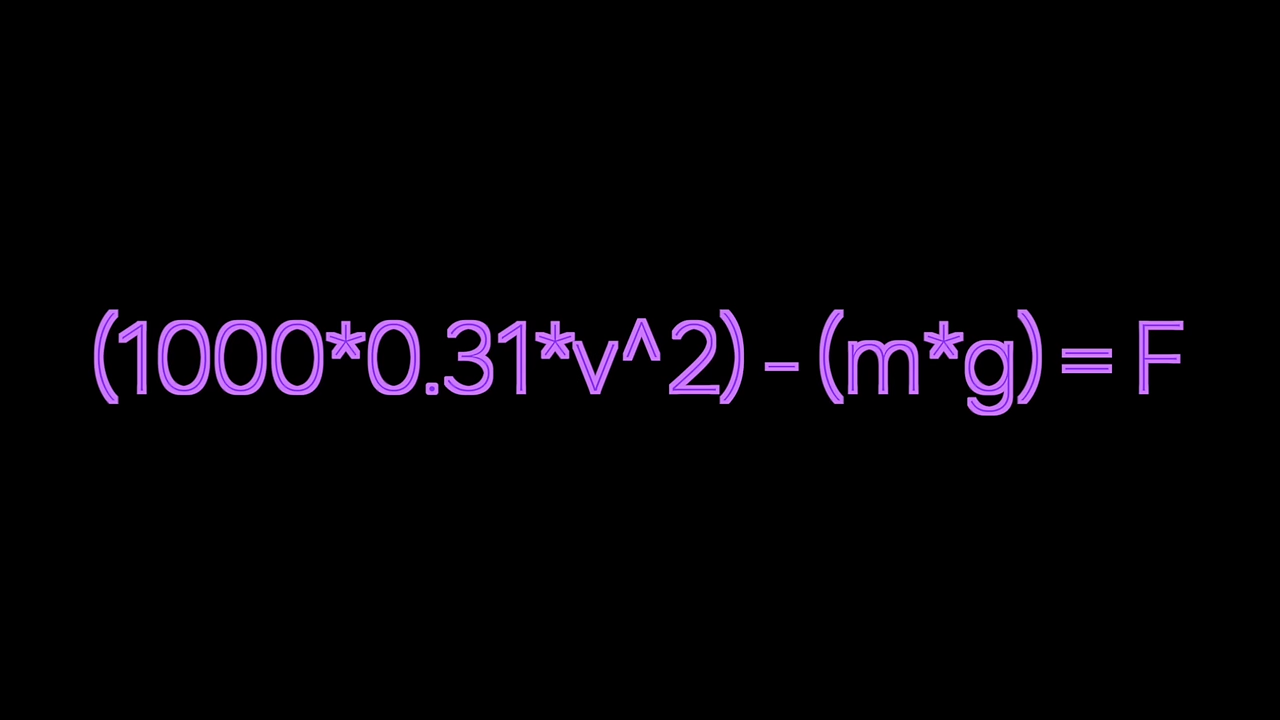 (1000*0.31*v^2) - (m*g) = F